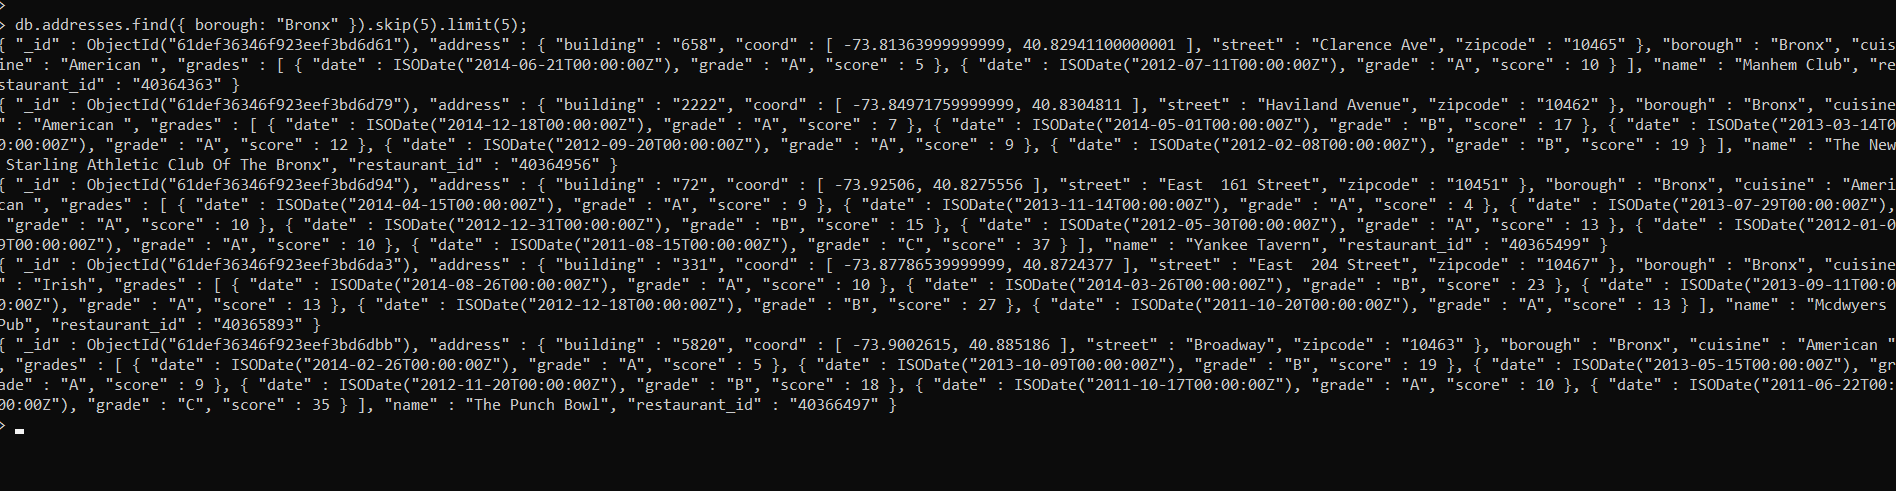 >
> db.addresses.find({ borough: "Bronx" }).skip(5).limit(5);
{ "_id" : ObjectId("61def36346f923eef3bd6d61"), "address" : { "building" : "658", "coord" : [ -73.81363999999999, 40.82941100000001 ], "street" : "Clarence Ave", "zipcode" : "10465" }, "borough" : "Bronx", "cuis
ine" : "American ", "grades" : [ { "date" : ISODate("2014-06-21T00:00:00Z"), "grade" : "A", "score" : 5 }, { "date" : ISODate("2012-07-11T00:00:00Z"), "grade" : "A", "score" : 10 } ], "name" : "Manhem Club", "re
staurant_id" : "40364363" }
{ "_id" : ObjectId("61def36346f923eef3bd6d79"), "address" : { "building" : "2222", "coord" : [ -73.84971759999999, 40.8304811 ], "street" : "Haviland Avenue", "zipcode" : "10462" }, "borough" : "Bronx", "cuisine
" : "American ", "grades" : [ { "date" : ISODate("2014-12-18T00:00:00Z"), "grade" : "A", "score" : 7 }, { "date" : ISODate("2014-05-01T00:00:00Z"), "grade" : "B", "score" : 17 }, { "date" : ISODate("2013-03-14T0
0:00:00Z"), "grade" : "A", "score" : 12 }, { "date" : ISODate("2012-09-20T00:00:00Z"), "grade" : "A", "score" : 9 }, { "date" : ISODate("2012-02-08T00:00:00Z"), "grade" : "B", "score" : 19 } ], "name" : "The New
 Starling Athletic Club Of The Bronx", "restaurant_id" : "40364956" }
{ "_id" : ObjectId("61def36346f923eef3bd6d94"), "address" : { "building" : "72", "coord" : [ -73.92506, 40.8275556 ], "street" : "East  161 Street", "zipcode" : "10451" }, "borough" : "Bronx", "cuisine" : "Ameri
can ", "grades" : [ { "date" : ISODate("2014-04-15T00:00:00Z"), "grade" : "A", "score" : 9 }, { "date" : ISODate("2013-11-14T00:00:00Z"), "grade" : "A", "score" : 4 }, { "date" : ISODate("2013-07-29T00:00:00Z"),
 "grade" : "A", "score" : 10 }, { "date" : ISODate("2012-12-31T00:00:00Z"), "grade" : "B", "score" : 15 }, { "date" : ISODate("2012-05-30T00:00:00Z"), "grade" : "A", "score" : 13 }, { "date" : ISODate("2012-01-0
9T00:00:00Z"), "grade" : "A", "score" : 10 }, { "date" : ISODate("2011-08-15T00:00:00Z"), "grade" : "C", "score" : 37 } ], "name" : "Yankee Tavern", "restaurant_id" : "40365499" }
{ "_id" : ObjectId("61def36346f923eef3bd6da3"), "address" : { "building" : "331", "coord" : [ -73.87786539999999, 40.8724377 ], "street" : "East  204 Street", "zipcode" : "10467" }, "borough" : "Bronx", "cuisine
" : "Irish", "grades" : [ { "date" : ISODate("2014-08-26T00:00:00Z"), "grade" : "A", "score" : 10 }, { "date" : ISODate("2014-03-26T00:00:00Z"), "grade" : "B", "score" : 23 }, { "date" : ISODate("2013-09-11T00:0
0:00Z"), "grade" : "A", "score" : 13 }, { "date" : ISODate("2012-12-18T00:00:00Z"), "grade" : "B", "score" : 27 }, { "date" : ISODate("2011-10-20T00:00:00Z"), "grade" : "A", "score" : 13 } ], "name" : "Mcdwyers
Pub", "restaurant_id" : "40365893" }
{ "_id" : ObjectId("61def36346f923eef3bd6dbb"), "address" : { "building" : "5820", "coord" : [ -73.9002615, 40.885186 ], "street" : "Broadway", "zipcode" : "10463" }, "borough" : "Bronx", "cuisine" : "American "
, "grades" : [ { "date" : ISODate("2014-02-26T00:00:00Z"), "grade" : "A", "score" : 5 }, { "date" : ISODate("2013-10-09T00:00:00Z"), "grade" : "B", "score" : 19 }, { "date" : ISODate("2013-05-15T00:00:00Z"), "gr
ade" : "A", "score" : 9 }, { "date" : ISODate("2012-11-20T00:00:00Z"), "grade" : "B", "score" : 18 }, { "date" : ISODate("2011-10-17T00:00:00Z"), "grade" : "A", "score" : 10 }, { "date" : ISODate("2011-06-22T00:
00:00Z"), "grade" : "C", "score" : 35 } ], "name" : "The Punch Bowl", "restaurant_id" : "40366497" }
>